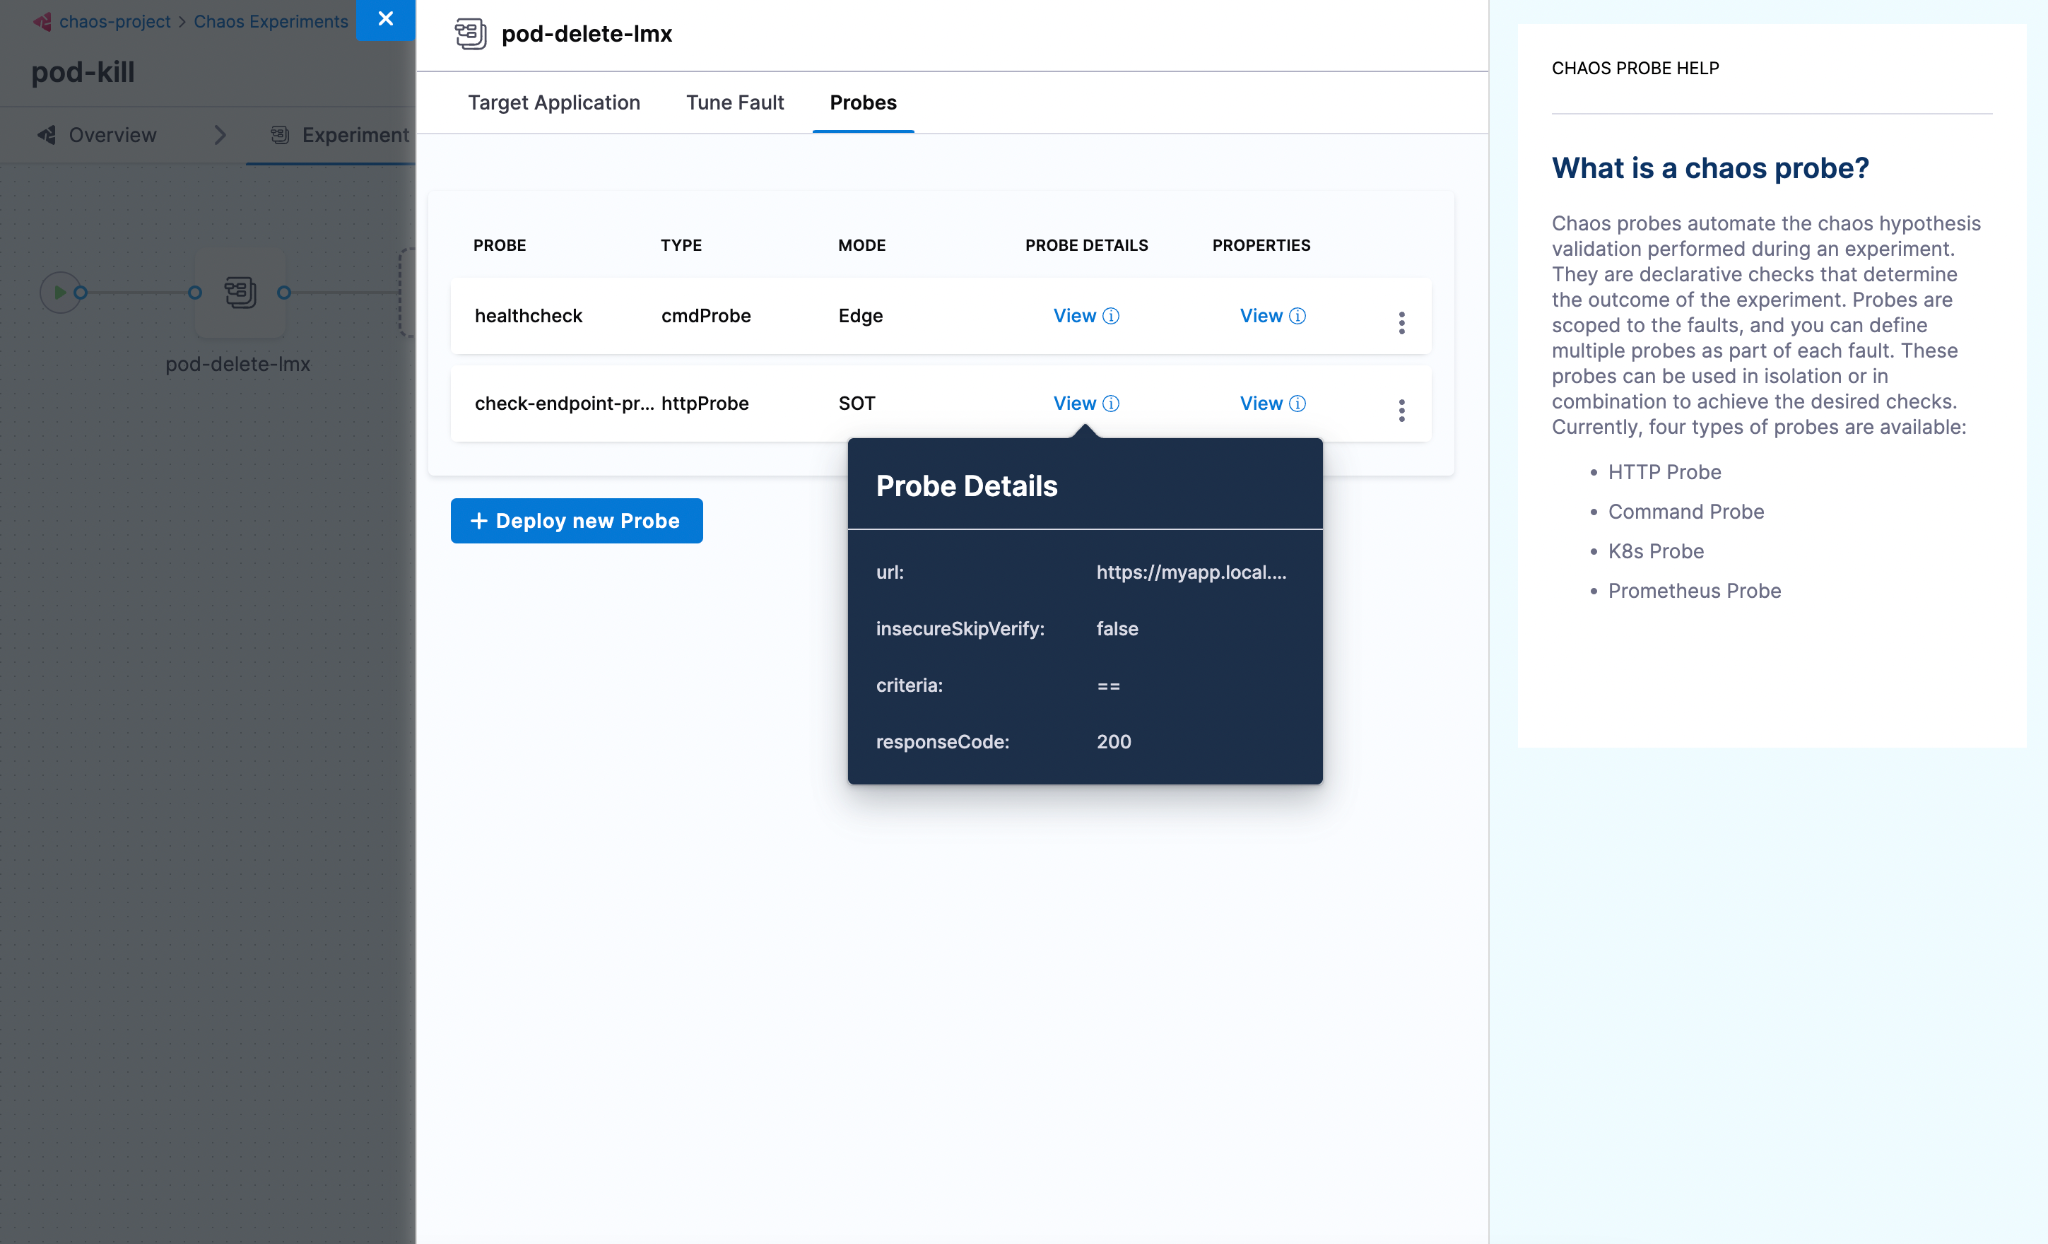 chaos-project > Chaos Experiments
pod-kill
Overview
Experiment
pod-delete-lmx
pod-delete-lmx
Target Application
Tune Fault
Probes
PROBE TYPE MODE PROBE DETAILS PROPERTIES
healthcheck cmdProbe Edge View View
check-endpoint-pr... httpProbe SOT View View
+ Deploy new Probe
Probe Details
url: https://myapp.local....
insecureSkipVerify: false
criteria: ==
responseCode: 200
CHAOS PROBE HELP
What is a chaos probe?
Chaos probes automate the chaos hypothesis
validation performed during an experiment.
They are declarative checks that determine
the outcome of the experiment. Probes are
scoped to the faults, and you can define
multiple probes as part of each fault. These
probes can be used in isolation or in
combination to achieve the desired checks.
Currently, four types of probes are available:
• HTTP Probe
• Command Probe
• K8s Probe
• Prometheus Probe